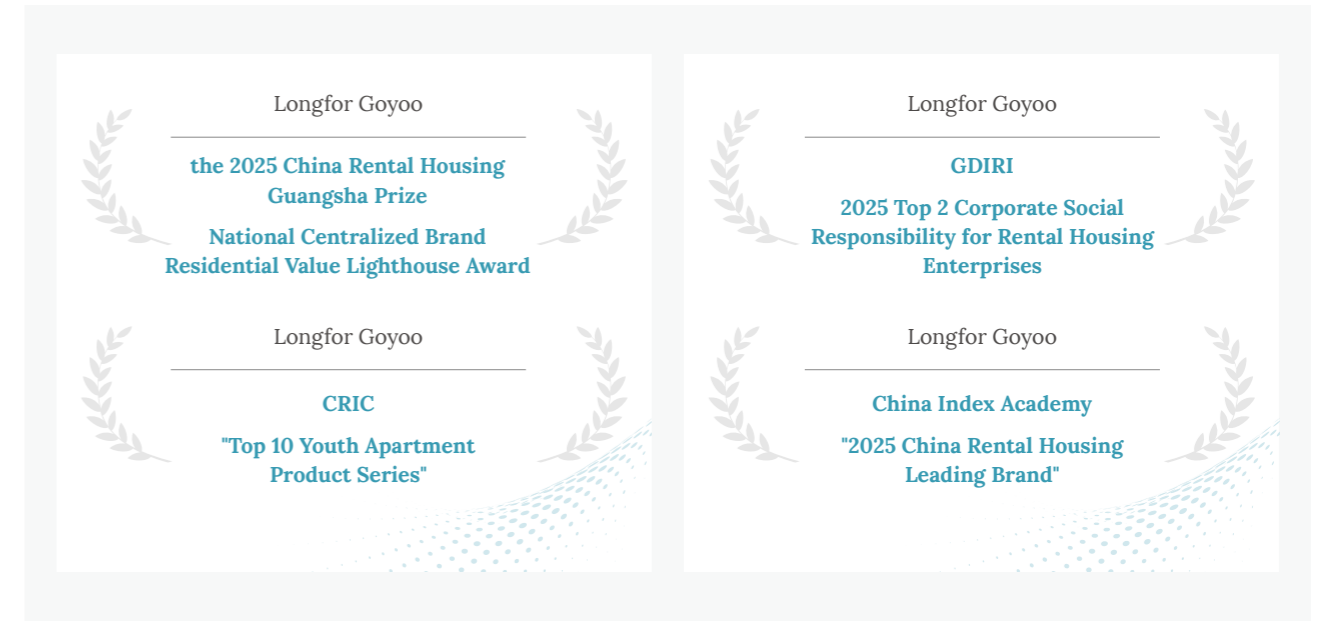 Longfor Goyoo
the 2025 China Rental Housing
Guangsha Prize
National Centralized Brand
Residential Value Lighthouse Award
Longfor Goyoo
CRIC
"Top 10 Youth Apartment
Product Series"
Longfor Goyoo
GDIRI
2025 Top 2 Corporate Social
Responsibility for Rental Housing
Enterprises
Longfor Goyoo
China Index Academy
"2025 China Rental Housing
Leading Brand"